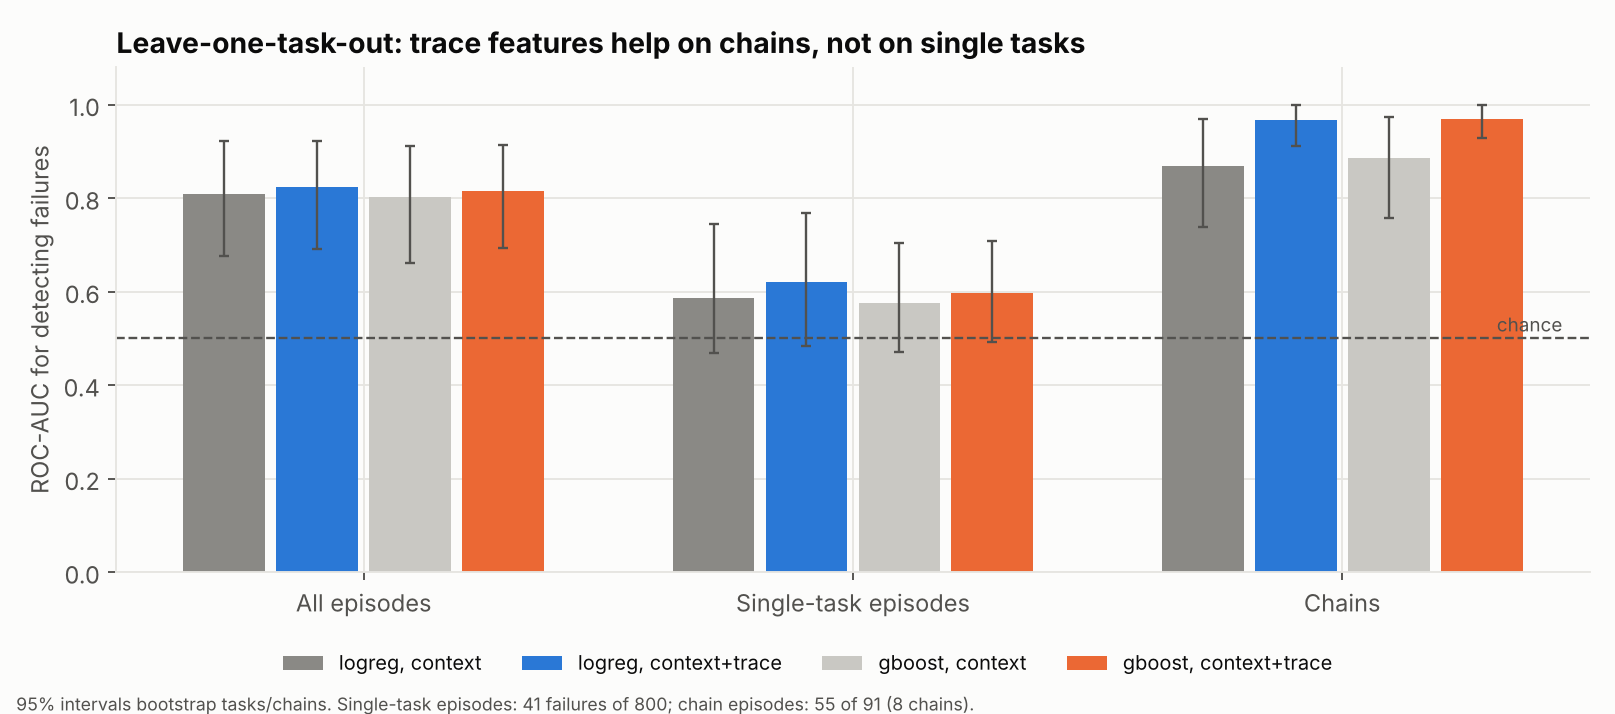 Leave-one-task-out: trace features help on chains, not on single tasks
ROC-AUC for detecting failures
1.0
0.8
0.6
0.4
0.2
0.0
chance
All episodes
Single-task episodes
Chains
logreg, context
logreg, context+trace
gboost, context
gboost, context+trace
95% intervals bootstrap tasks/chains. Single-task episodes: 41 failures of 800; chain episodes: 55 of 91 (8 chains).